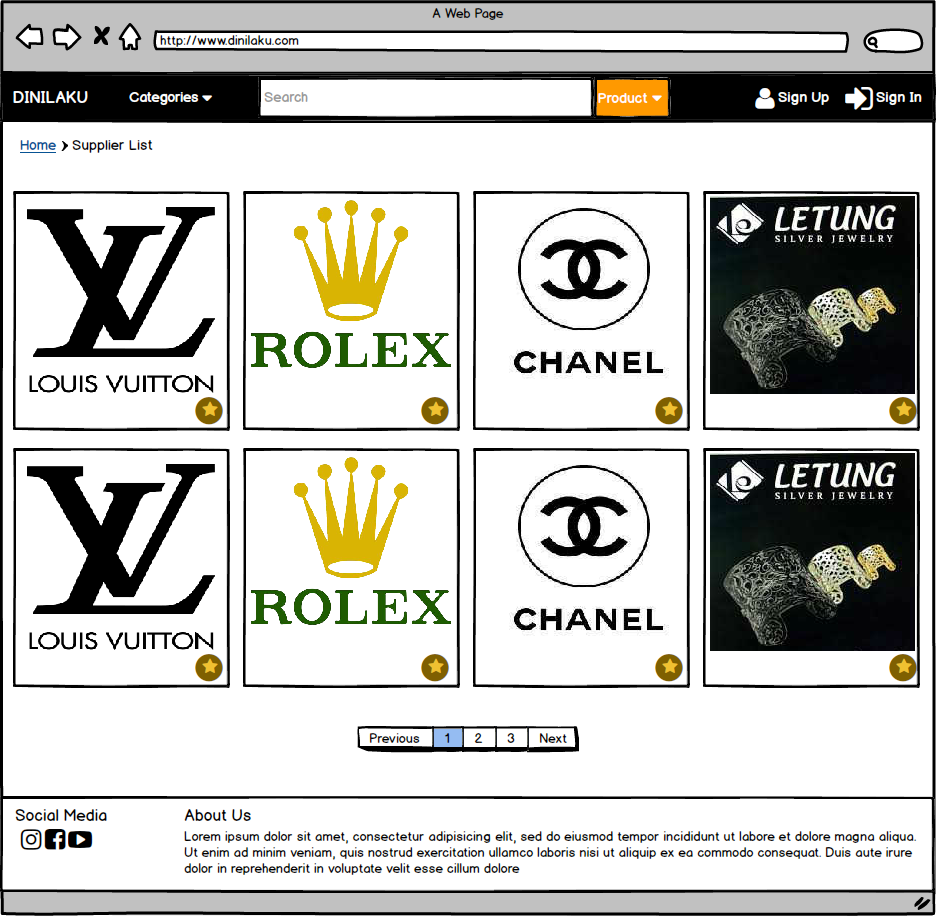 A Web Page
http://www.dinilaku.com
DINILAKU Categories Search Product Sign Up Sign In
Home Supplier List
LOUIS VUITTON
ROLEX
CHANEL
LETUNG
SILVER JEWELRY
LOUIS VUITTON
ROLEX
CHANEL
LETUNG
SILVER JEWELRY
Previous 1 2 3 Next
Social Media
About Us
Lorem ipsum dolor sit amet, consectetur adipisicing elit, sed do eiusmod tempor incididunt ut labore et dolore magna aliqua.
Ut enim ad minim veniam, quis nostrud exercitation ullamco laboris nisi ut aliquip ex ea commodo consequat. Duis aute irure
dolor in reprehenderit in voluptate velit esse cillum dolore